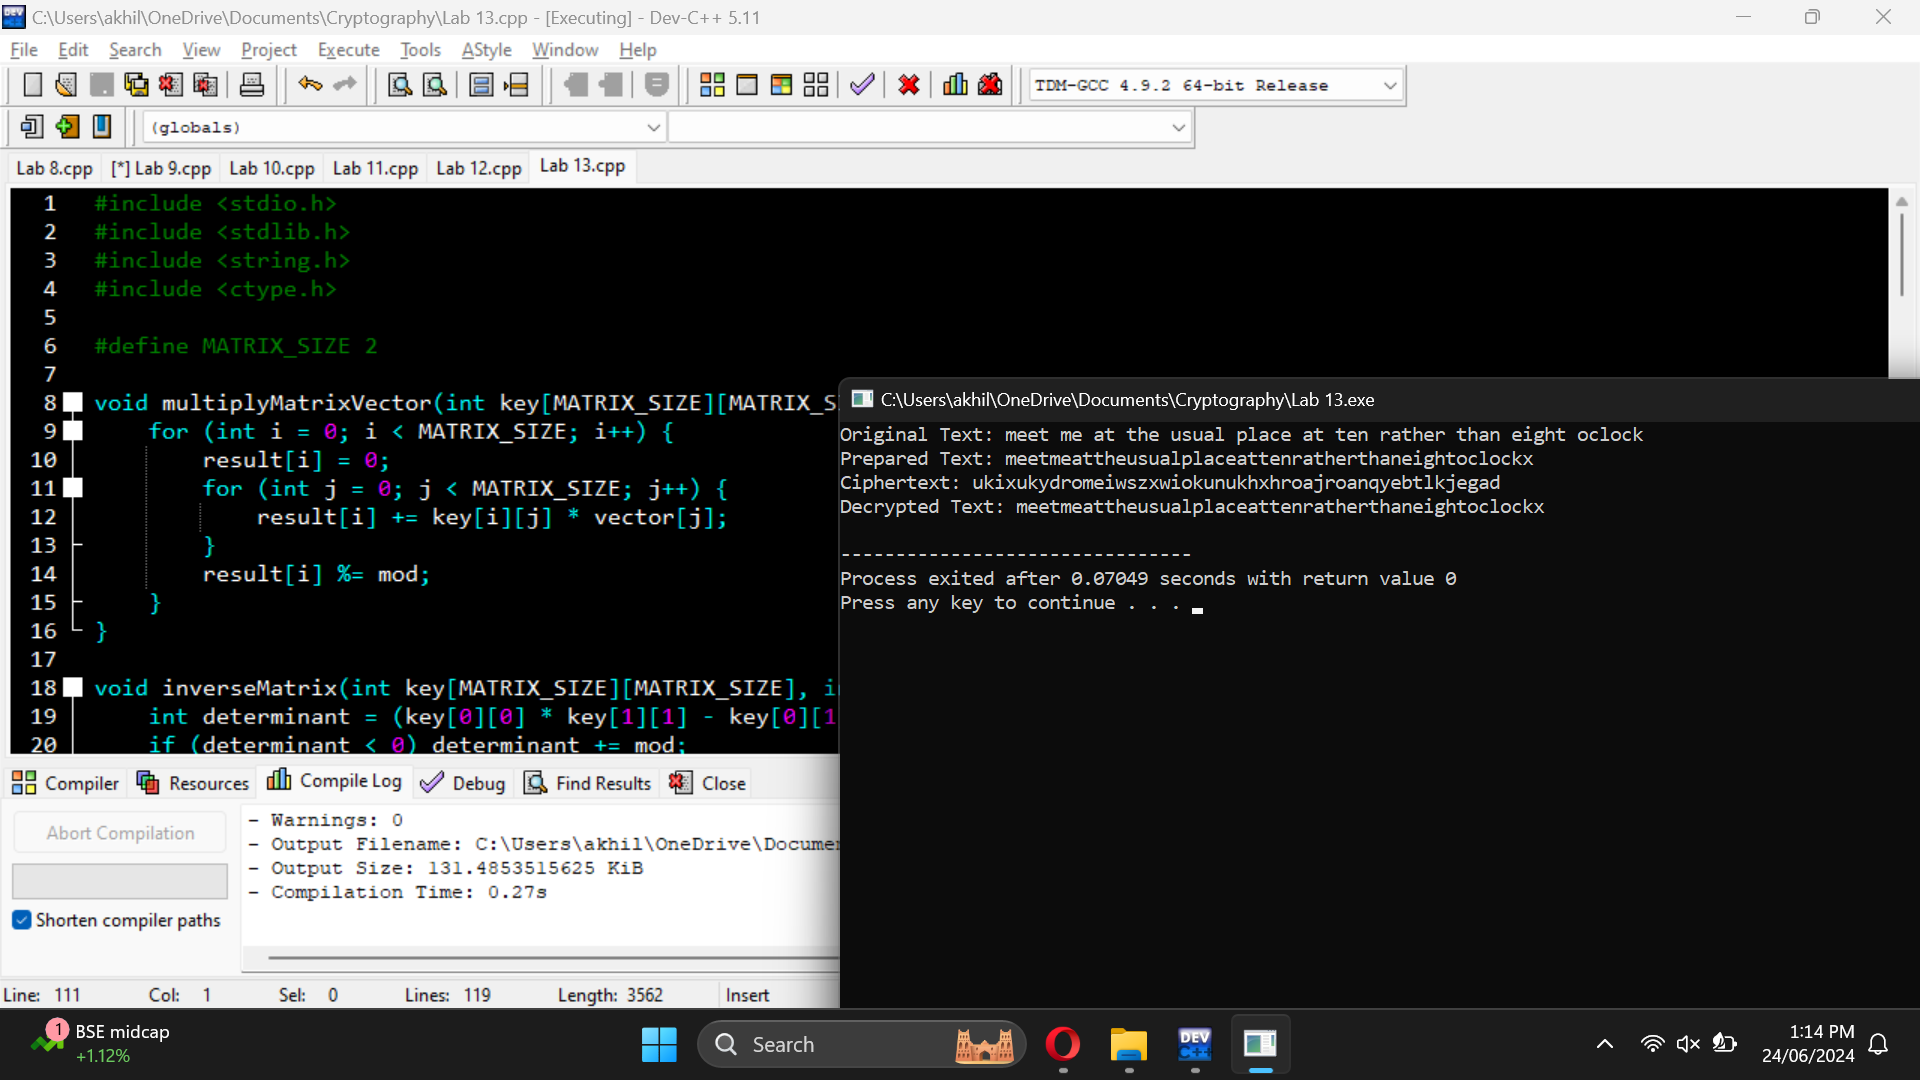 C:\Users\akhil\OneDrive\Documents\Cryptography\Lab 13.cpp - [Executing] - Dev-C++ 5.11
File Edit Search View Project Execute Tools AStyle Window Help
TDM-GCC 4.9.2 64-bit Release
(globals)
Lab 8.cpp [*] Lab 9.cpp Lab 10.cpp Lab 11.cpp Lab 12.cpp Lab 13.cpp
1 #include <stdio.h>
2 #include <stdlib.h>
3 #include <string.h>
4 #include <ctype.h>
5
6 #define MATRIX_SIZE 2
7
8 void multiplyMatrixVector(int key[MATRIX_SIZE][MATRIX_S
9 for (int i = 0; i < MATRIX_SIZE; i++) {
10 result[i] = 0;
11 for (int j = 0; j < MATRIX_SIZE; j++) {
12 result[i] += key[i][j] * vector[j];
13 }
14 result[i] %= mod;
15 }
16 }
17
18 void inverseMatrix(int key[MATRIX_SIZE][MATRIX_SIZE], i
19 int determinant = (key[0][0] * key[1][1] - key[0][1
20 if (determinant < 0) determinant += mod;
C:\Users\akhil\OneDrive\Documents\Cryptography\Lab 13.exe
Original Text: meet me at the usual place at ten rather than eight oclock
Prepared Text: meetmeattheusualplaceattenratherthaneightoclockx
Ciphertext: ukixukydromeiwszxwiokunukhxhroajroanqyebtlkjegad
Decrypted Text: meetmeattheusualplaceattenratherthaneightoclockx
--------------------------------
Process exited after 0.07049 seconds with return value 0
Press any key to continue . . .
Compiler Resources Compile Log Debug Find Results Close
Abort Compilation
Shorten compiler paths
- Warnings: 0
- Output Filename: C:\Users\akhil\OneDrive\Docume
- Output Size: 131.4853515625 KiB
- Compilation Time: 0.27s
Line: 111 Col: 1 Sel: 0 Lines: 119 Length: 3562 Insert
1 BSE midcap
+1.12%
Search
DEV C++
1:14 PM
24/06/2024